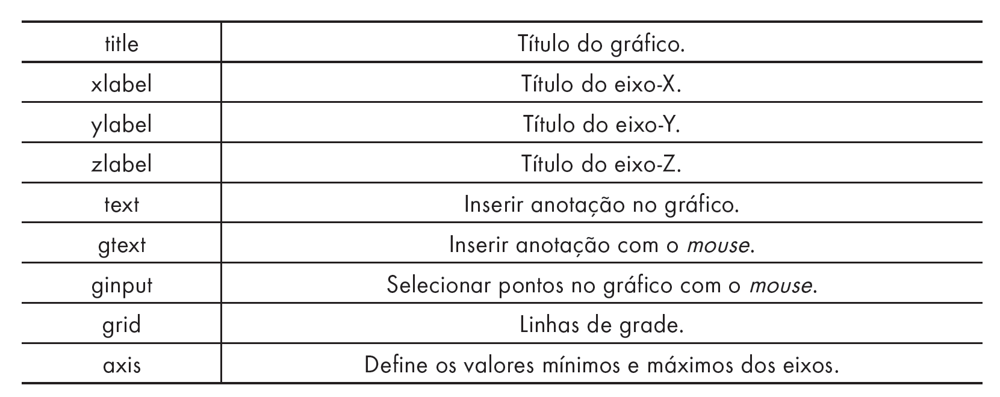 title Título do gráfico.
xlabel Título do eixo-X.
ylabel Título do eixo-Y.
zlabel Título do eixo-Z.
text Inserir anotação no gráfico.
gtext Inserir anotação com o mouse.
ginput Selecionar pontos no gráfico com o mouse.
grid Linhas de grade.
axis Define os valores mínimos e máximos dos eixos.